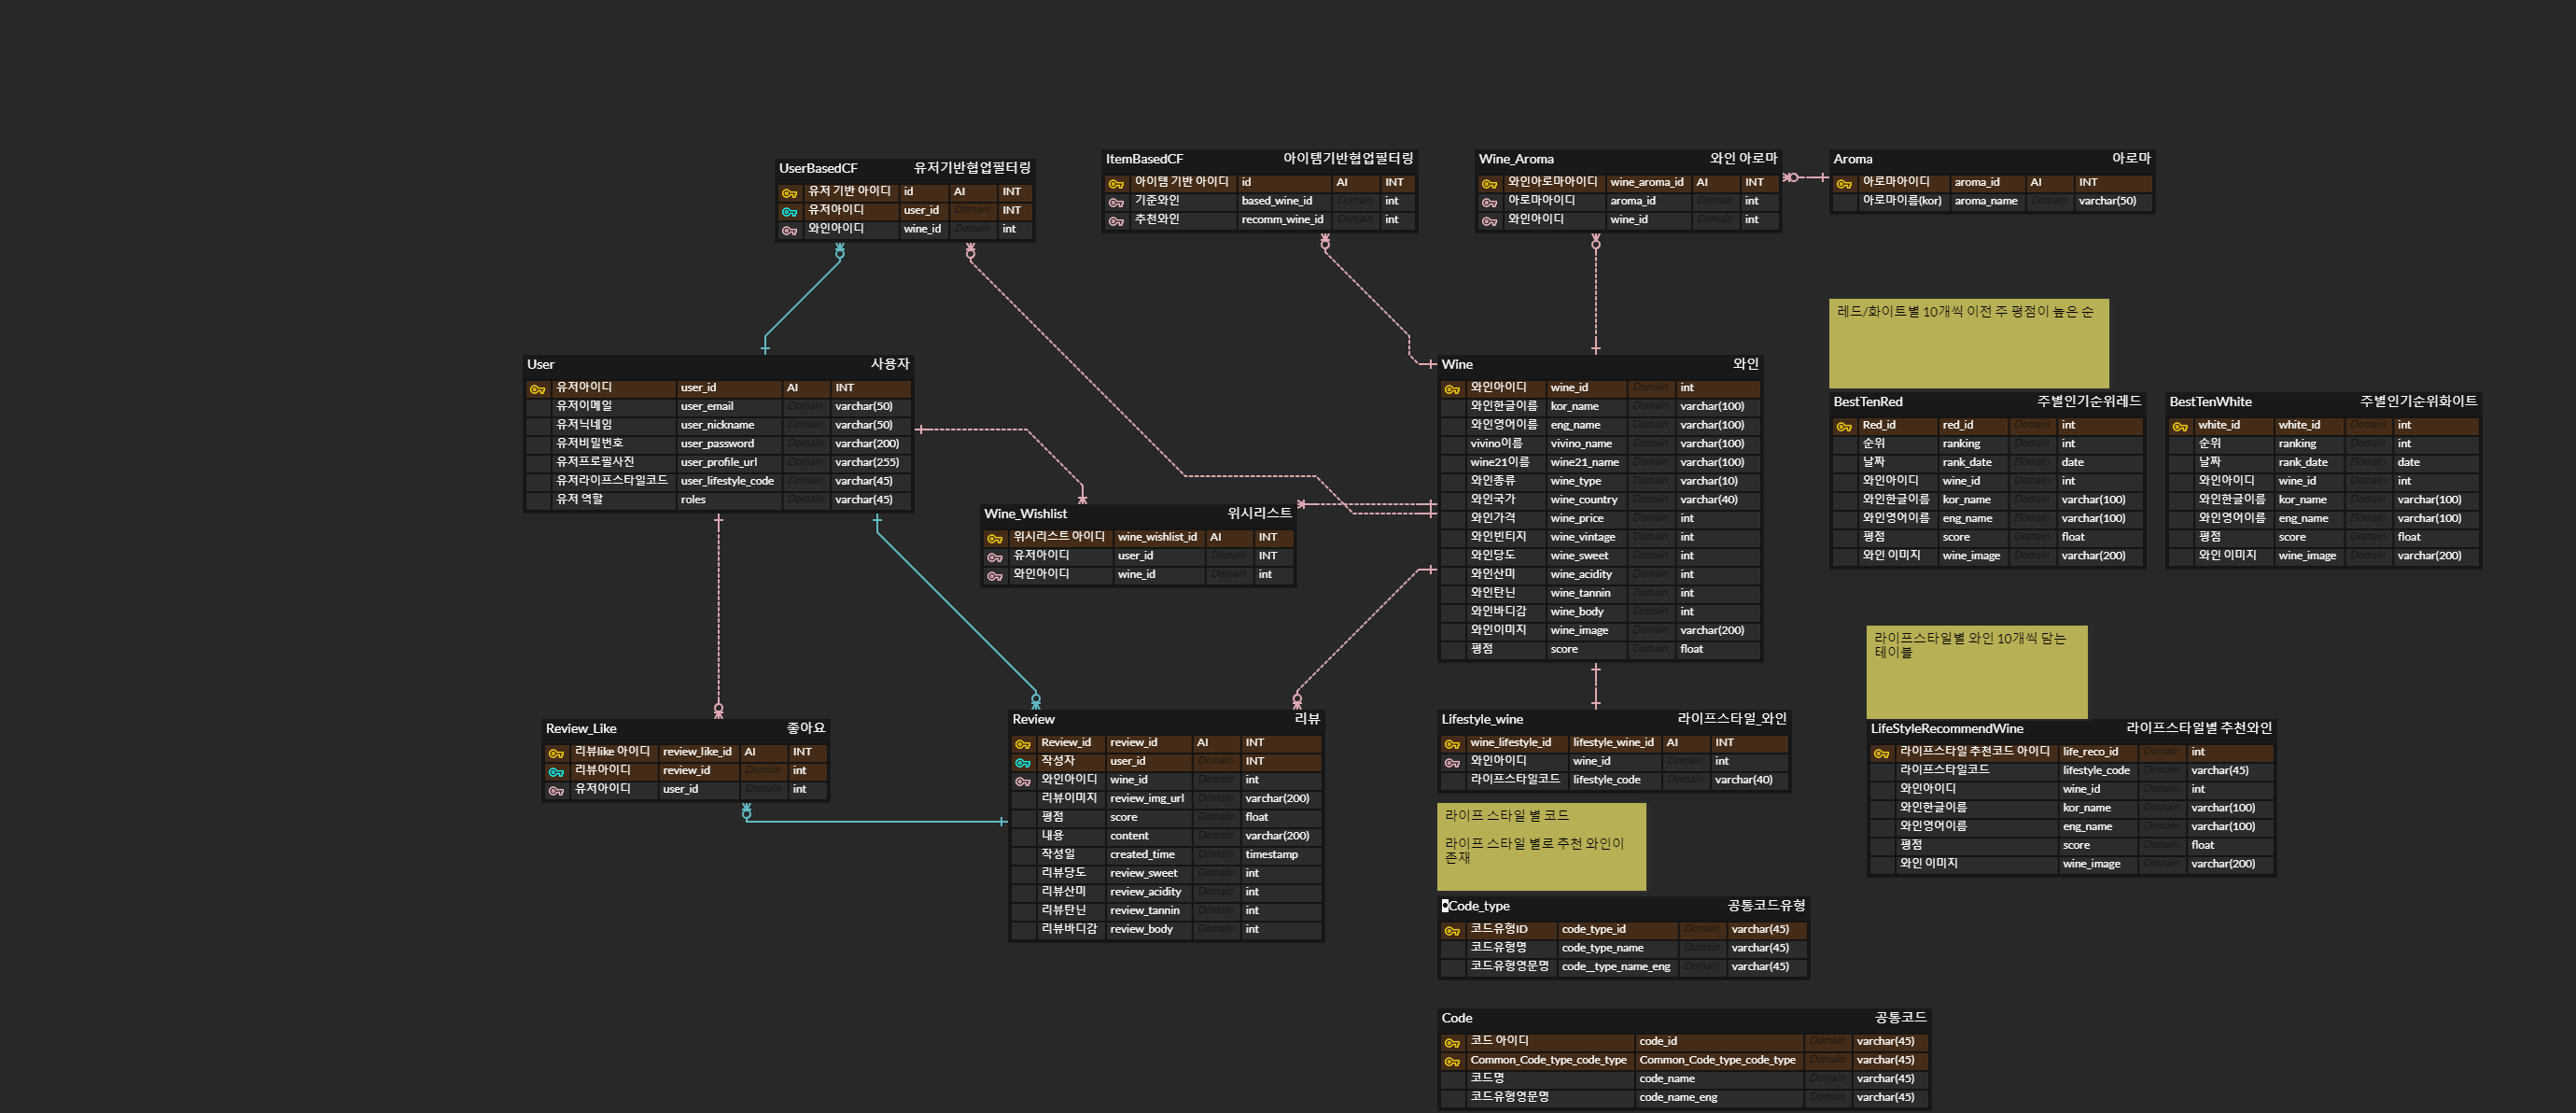 UserBasedCF 유저기반협업필터링
유저 기반 아이디 id AI INT
유저아이디 user_id Domain INT
와인아이디 wine_id Domain int
ItemBasedCF 아이템기반협업필터링
아이템 기반 아이디 id AI INT
기준와인 based_wine_id Domain int
추천와인 recomm_wine_id Domain int
Wine_Aroma 와인 아로마
와인아로마아이디 wine_aroma_id AI INT
아로마아이디 aroma_id Domain int
와인아이디 wine_id Domain int
Aroma 아로마
아로마아이디 aroma_id AI INT
아로마이름(kor) aroma_name Domain varchar(50)
레드/화이트별 10개씩 이전 주 평점이 높은 순
User 사용자
유저아이디 user_id AI INT
유저이메일 user_email Domain varchar(50)
유저닉네임 user_nickname Domain varchar(50)
유저비밀번호 user_password Domain varchar(200)
유저프로필사진 user_profile_url Domain varchar(255)
유저라이프스타일코드 user_lifestyle_code Domain varchar(45)
유저 역할 roles Domain varchar(45)
Wine_Wishlist 위시리스트
위시리스트 아이디 wine_wishlist_id AI INT
유저아이디 user_id Domain INT
와인아이디 wine_id Domain int
Wine 와인
와인아이디 wine_id Domain int
와인한글이름 kor_name Domain varchar(100)
와인영어이름 eng_name Domain varchar(100)
vivino이름 vivino_name Domain varchar(100)
wine21이름 wine21_name Domain varchar(100)
와인종류 wine_type Domain varchar(10)
와인국가 wine_country Domain varchar(40)
와인가격 wine_price Domain int
와인빈티지 wine_vintage Domain int
와인당도 wine_sweet Domain int
와인산미 wine_acidity Domain int
와인탄닌 wine_tannin Domain int
와인바디감 wine_body Domain int
와인이미지 wine_image Domain varchar(200)
평점 score Domain float
BestTenRed 주별인기순위레드
Red_id red_id Domain int
순위 ranking Domain int
날짜 rank_date Domain date
와인아이디 wine_id Domain int
와인한글이름 kor_name Domain varchar(100)
와인영어이름 eng_name Domain varchar(100)
평점 score Domain float
와인 이미지 wine_image Domain varchar(200)
BestTenWhite 주별인기순위화이트
white_id white_id Domain int
순위 ranking Domain int
날짜 rank_date Domain date
와인아이디 wine_id Domain int
와인한글이름 kor_name Domain varchar(100)
와인영어이름 eng_name Domain varchar(100)
평점 score Domain float
와인 이미지 wine_image Domain varchar(200)
라이프스타일별 와인 10개씩 담는
테이블
Review_Like 좋아요
리뷰like 아이디 review_like_id AI INT
리뷰아이디 review_id Domain int
유저아이디 user_id Domain int
Review 리뷰
Review_id review_id AI INT
작성자 user_id Domain INT
와인아이디 wine_id Domain int
리뷰이미지 review_img_url Domain varchar(200)
평점 score Domain float
내용 content Domain varchar(200)
작성일 created_time Domain timestamp
리뷰당도 review_sweet Domain int
리뷰산미 review_acidity Domain int
리뷰탄닌 review_tannin Domain int
리뷰바디감 review_body Domain int
Lifestyle_wine 라이프스타일_와인
wine_lifestyle_id lifestyle_wine_id AI INT
와인아이디 wine_id Domain int
라이프스타일코드 lifestyle_code Domain varchar(40)
LifeStyleRecommendWine 라이프스타일별 추천와인
라이프스타일추천코드 아이디 life_reco_id Domain int
라이프스타일코드 lifestyle_code Domain varchar(45)
와인아이디 wine_id Domain int
와인한글이름 kor_name Domain varchar(100)
와인영어이름 eng_name Domain varchar(100)
평점 score Domain float
와인 이미지 wine_image Domain varchar(200)
라이프 스타일 별 코드
라이프 스타일 별로 추천 와인이
존재
Code_type 공통코드유형
코드유형ID code_type_id Domain varchar(45)
코드유형명 code_type_name Domain varchar(45)
코드유형영문명 code__type_name_eng Domain varchar(45)
Code 공통코드
코드 아이디 code_id Domain varchar(45)
Common_Code_type_code_type Common_Code_type_code_type Domain varchar(45)
코드명 code_name Domain varchar(45)
코드유형영문명 code_name_eng Domain varchar(45)